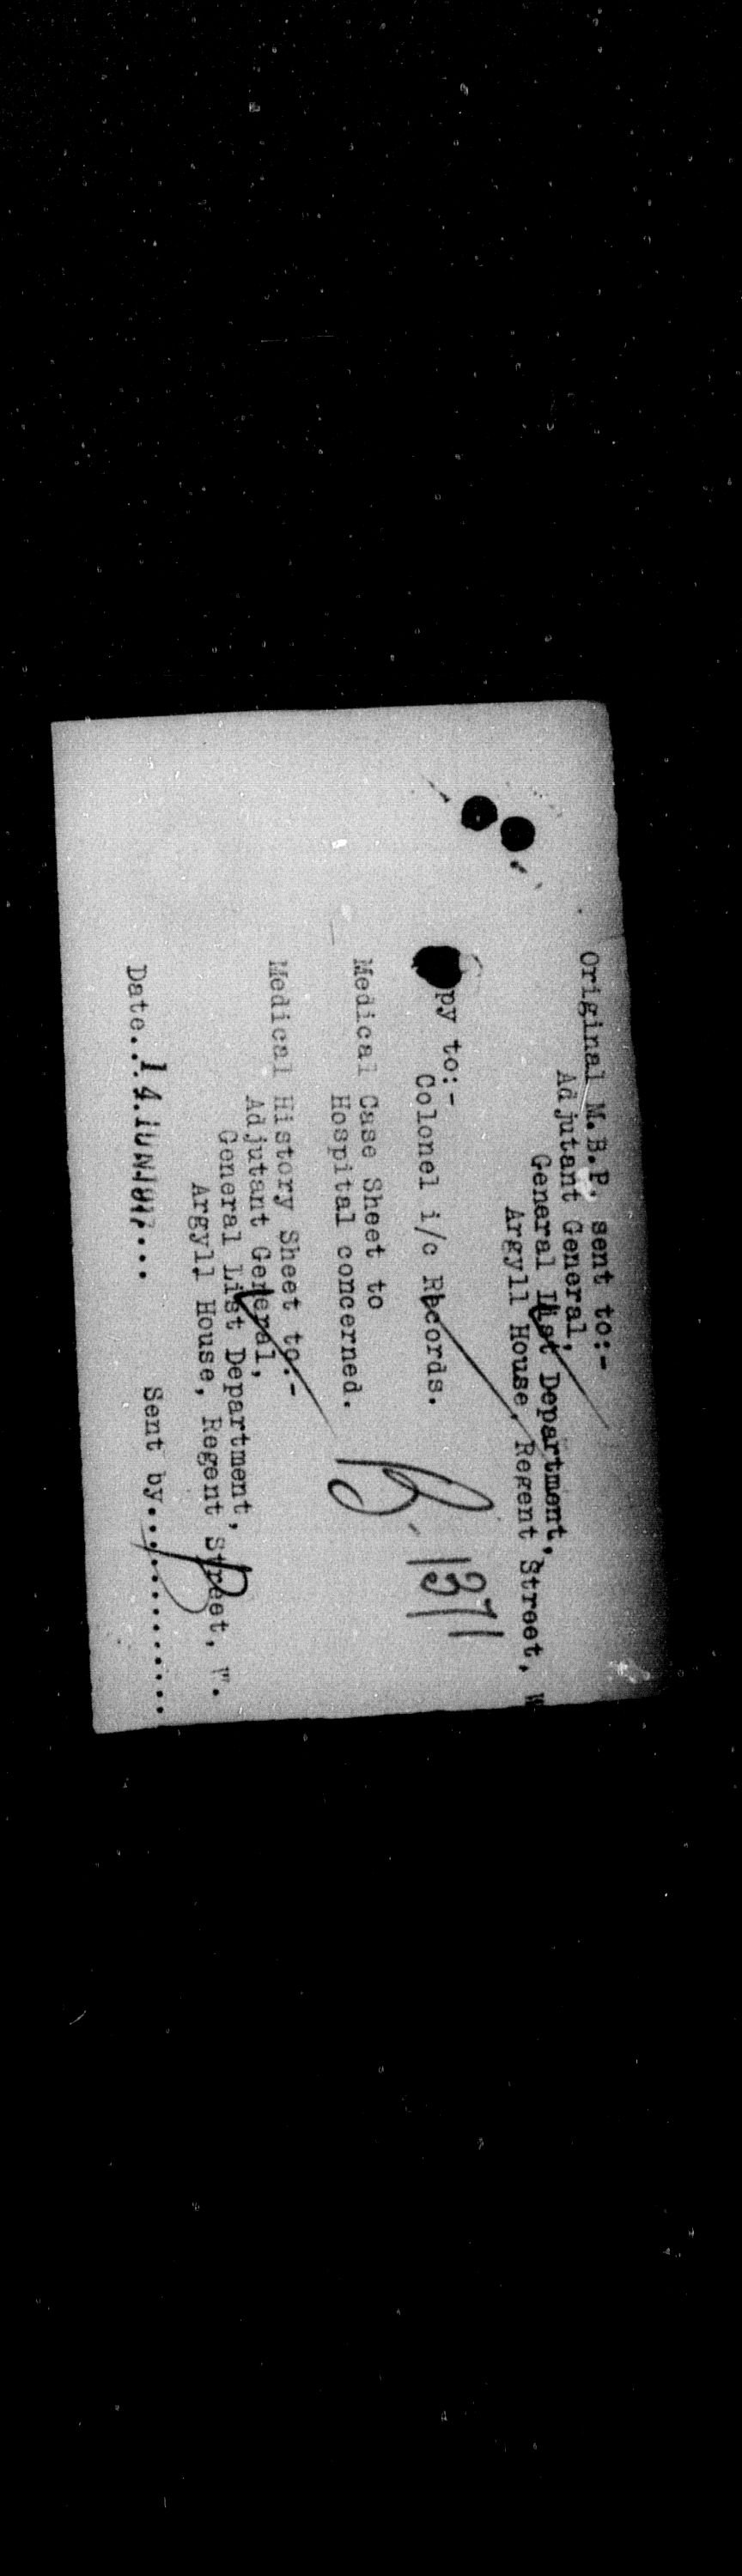 Original M.B.P. sent to:-
Adjutant General,
General List Department,
Argyll House, Regent Street, W
py to:-
Colonel i/c Records.
B. 1371
Medical Case Sheet to
Hospital concerned.
Medical History Sheet to:-
Adjutant General,
General List Department,
Argyll House, Regent Street, W.
Date..14.JUN.1917... Sent by..............